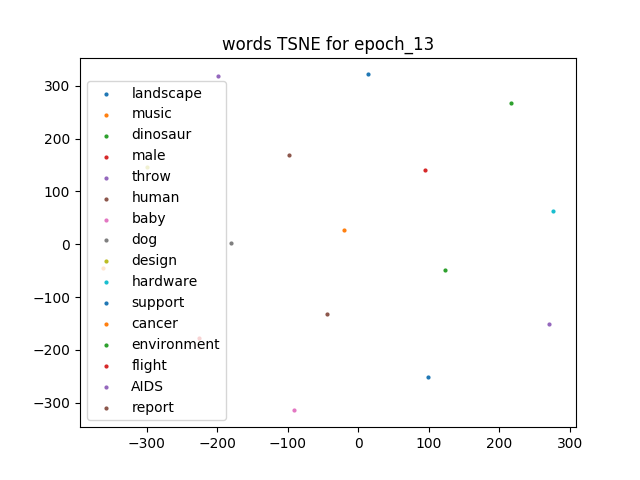 words TSNE for epoch_13
300
200
100
0
−100
−200
−300
landscape
music
dinosaur
male
throw
human
baby
dog
design
hardware
support
cancer
environment
flight
AIDS
report
−300
−200
−100
0
100
200
300